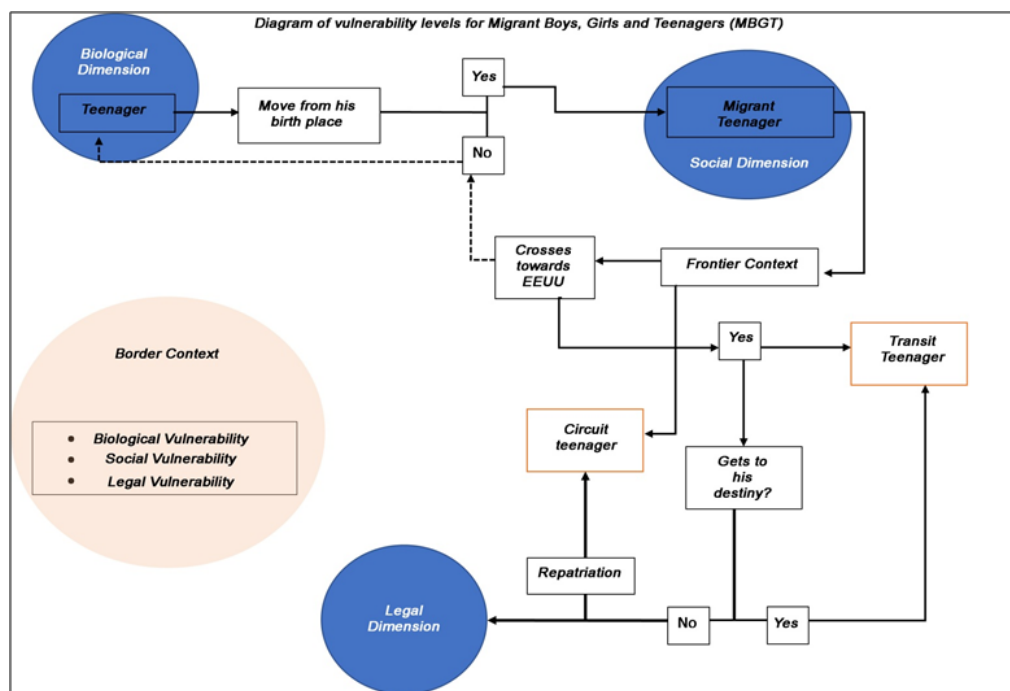 Diagram of vulnerability levels for Migrant Boys, Girls and Teenagers (MBGT)
Biological
Dimension
Teenager
Move from his
birth place
Yes
No
Migrant
Teenager
Social Dimension
Crosses
towards
EEUU
Frontier Context
Yes
Transit
Teenager
Border Context
• Biological Vulnerability
• Social Vulnerability
• Legal Vulnerability
Circuit
teenager
Gets to
his
destiny?
Repatriation
Legal
Dimension
No
Yes